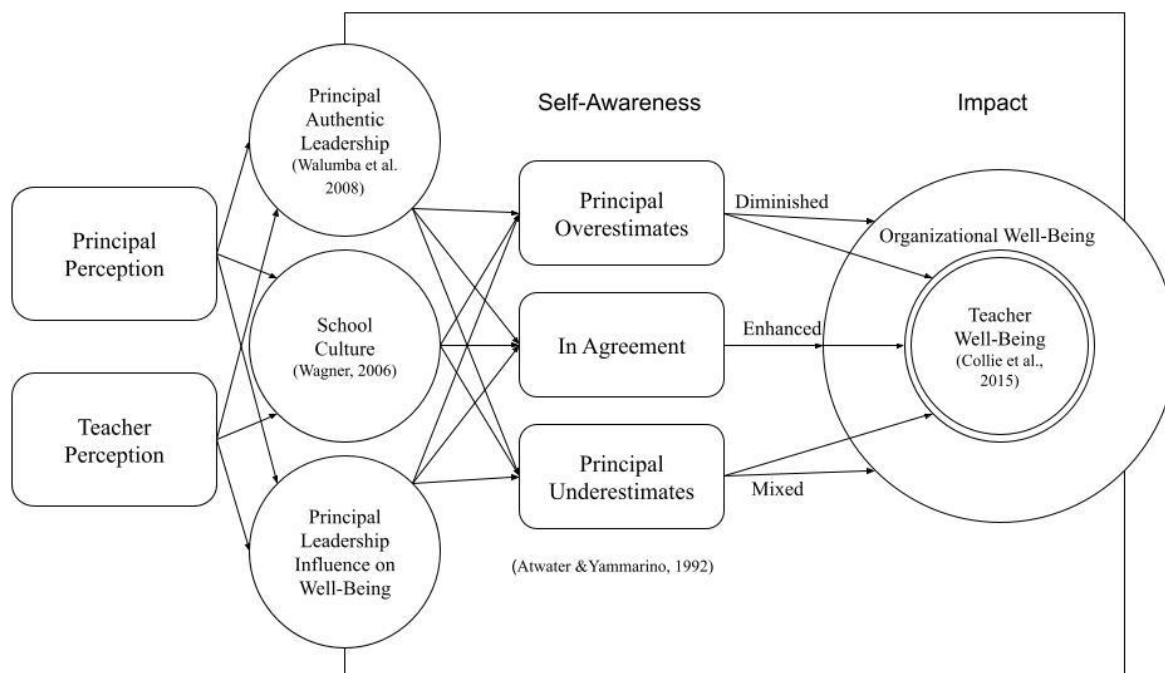 Self-Awareness
Impact
Principal
Perception
Teacher
Perception
Principal
Authentic
Leadership
(Walumba et al.
2008)
School
Culture
(Wagner, 2006)
Principal
Leadership
Influence on
Well-Being
Principal
Overestimates
In Agreement
Principal
Underestimates
(Atwater &Yammarino, 1992)
Diminished
Enhanced
Mixed
Organizational Well-Being
Teacher
Well-Being
(Collie et al.,
2015)